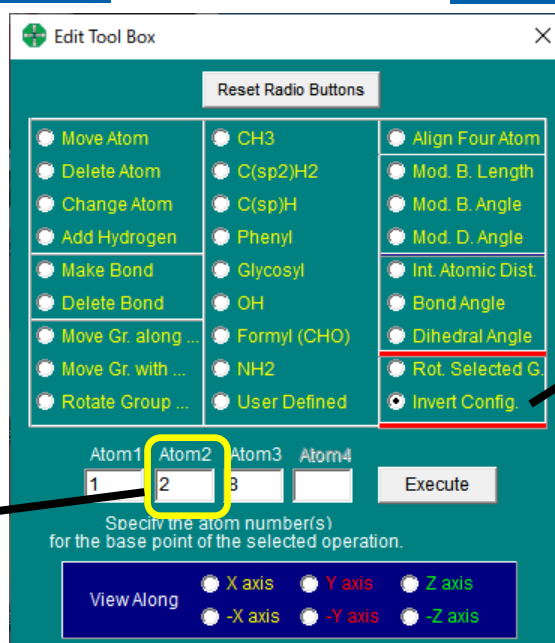 Edit Tool Box
Reset Radio Buttons
Move Atom CH3 Align Four Atom
Delete Atom C(sp2)H2 Mod. B. Length
Change Atom C(sp)H Mod. B. Angle
Add Hydrogen Phenyl Mod. D. Angle
Make Bond Glycosyl Int. Atomic Dist.
Delete Bond OH Bond Angle
Move Gr. along ... Formyl (CHO) Dihedral Angle
Move Gr. with ... NH2 Rot. Selected G.
Rotate Group ... User Defined Invert Config.
Atom1 Atom2 Atom3 Atom4
1 2 3 Execute
Specify the atom number(s)
for the base point of the selected operation.
View Along X axis Y axis Z axis
-X axis -Y axis -Z axis